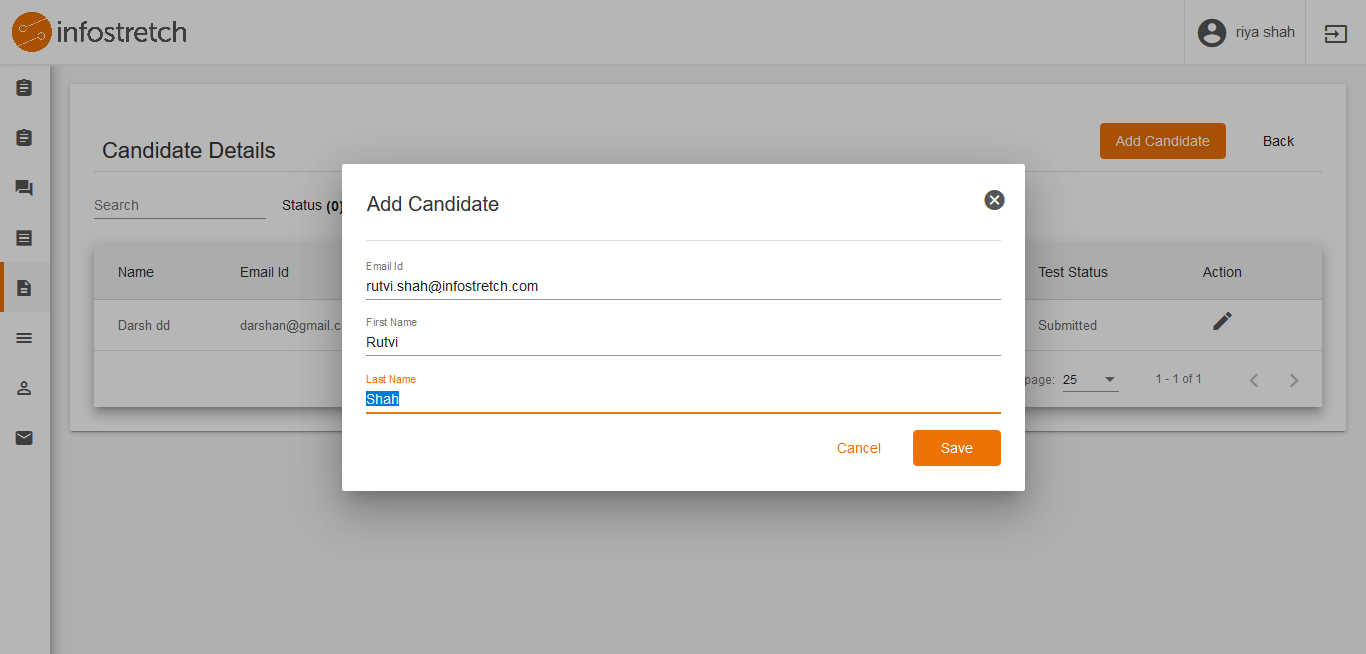 infostretch
riya shah
Candidate Details
Add Candidate
Back
Search
Status (0)
Name
Email Id
Test Status
Action
Darsh dd
darshan@gmail.c
Submitted
page: 25
1 - 1 of 1
Add Candidate
Email Id
rutvi.shah@infostretch.com
First Name
Rutvi
Last Name
Shah
Cancel
Save